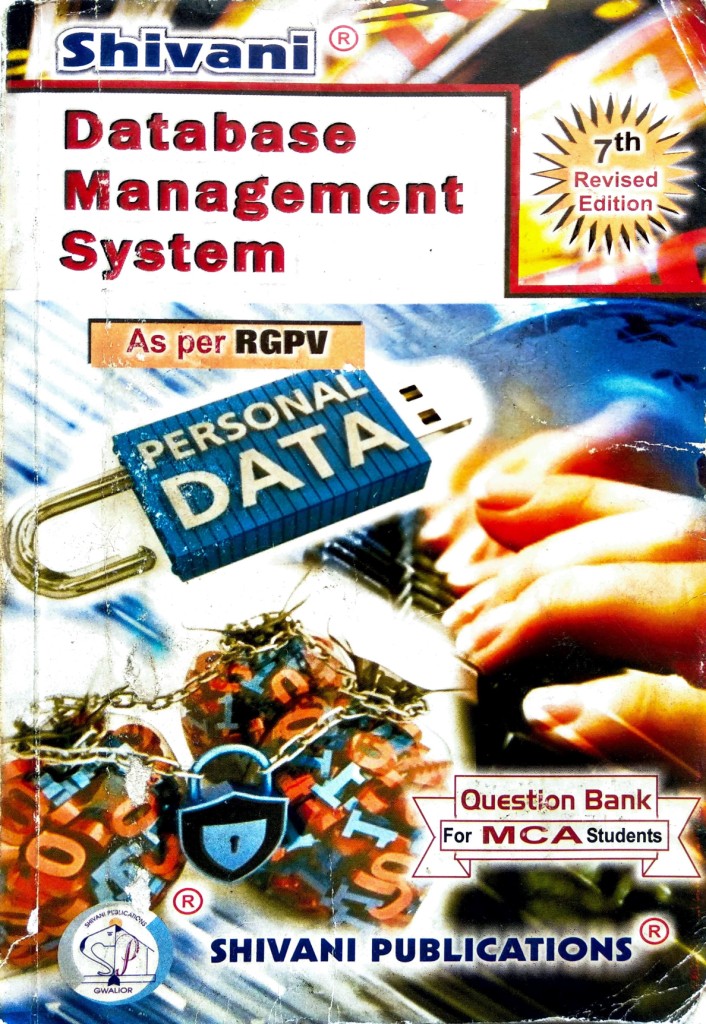 Shivani ®
Database
Management
System
7th
Revised
Edition
As per RGPV
PERSONAL
DATA
Question Bank
For MCA Students
SHIVANI PUBLICATIONS
SP
GWALIOR
®
SHIVANI PUBLICATIONS ®